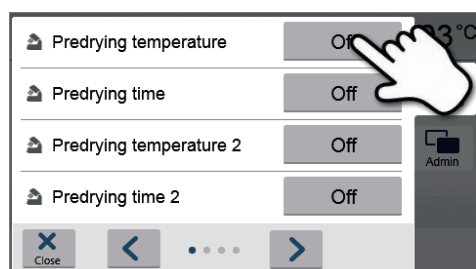 Predrying temperature Off
°C
Predrying time Off
Predrying temperature 2 Off
Admin
Predrying time 2 Off
Close